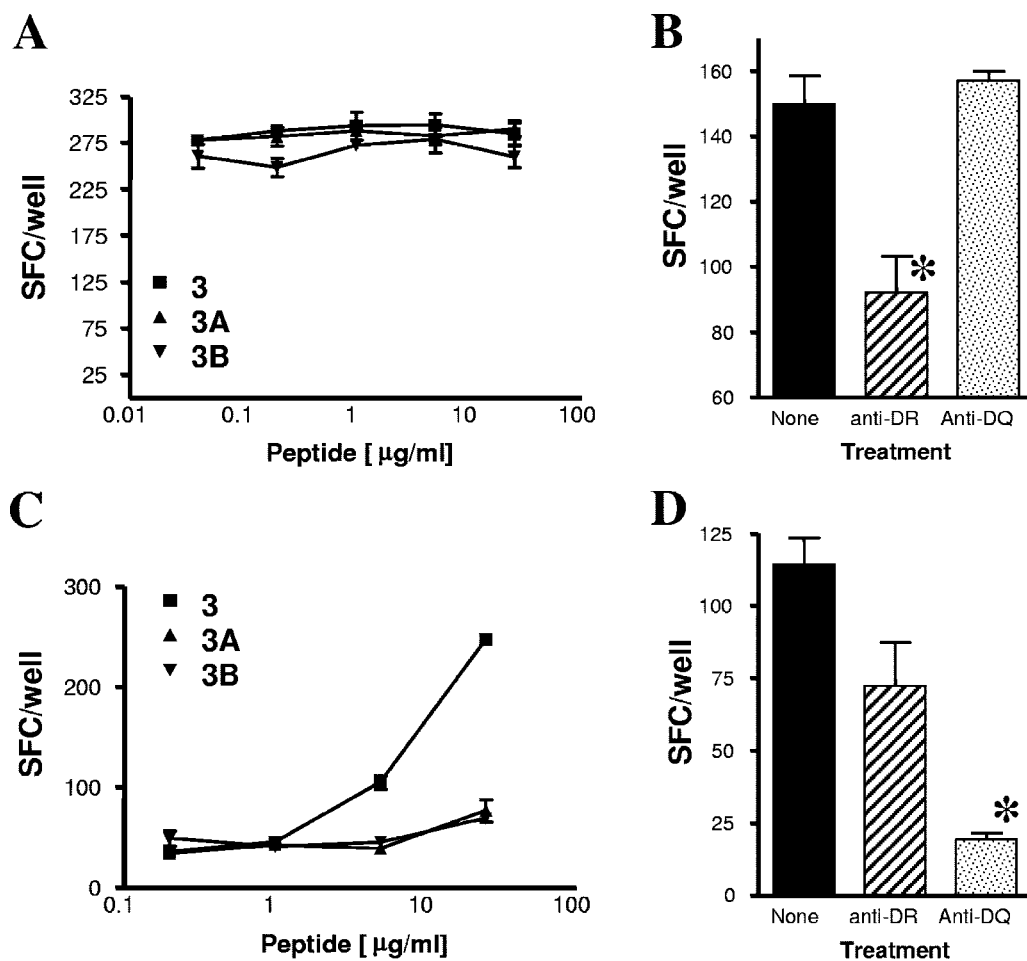 A
325
275
225
175
125
75
25
SFC/well
3
3A
3B
0.01 0.1 1 10 100
Peptide [ μg/ml]
B
160
140
120
100
80
60
SFC/well
*
None anti-DR Anti-DQ
Treatment
C
300
200
100
0
SFC/well
3
3A
3B
0.1 1 10 100
Peptide [ μg/ml]
D
125
100
75
50
25
0
SFC/well
*
None anti-DR Anti-DQ
Treatment